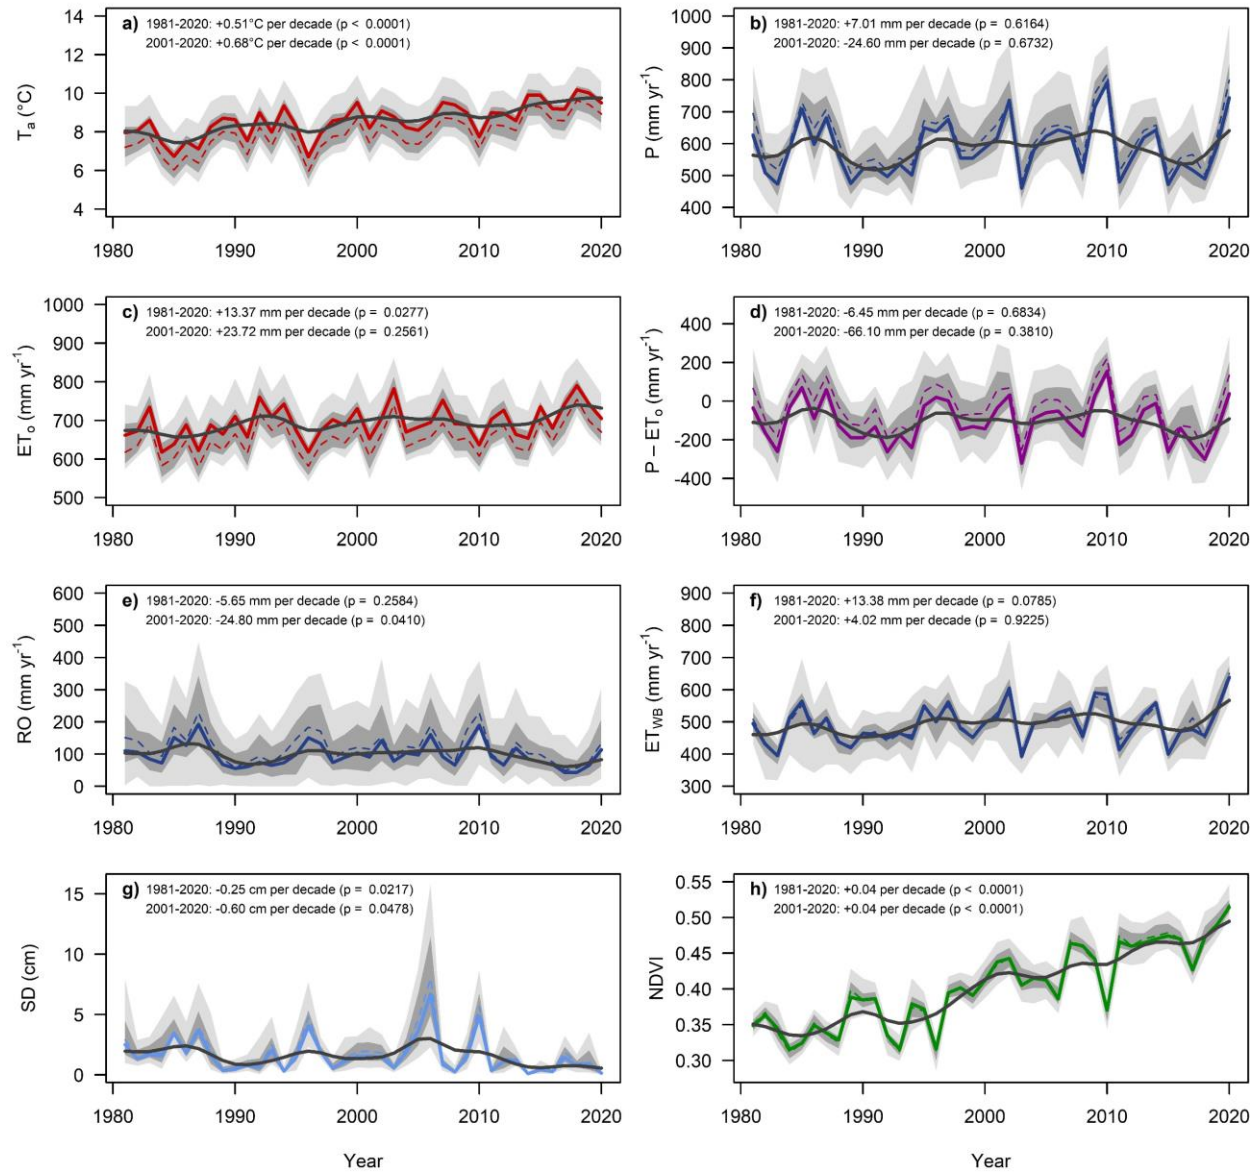 a) 1981-2020: +0.51°C per decade (p < 0.0001)
2001-2020: +0.68°C per decade (p < 0.0001)
Ta (°C)
14
12
10
8
6
4
1980 1990 2000 2010 2020
b) 1981-2020: +7.01 mm per decade (p = 0.6164)
2001-2020: -24.60 mm per decade (p = 0.6732)
P (mm yr-1)
1000
900
800
700
600
500
400
1980 1990 2000 2010 2020
c) 1981-2020: +13.37 mm per decade (p = 0.0277)
2001-2020: +23.72 mm per decade (p = 0.2561)
ETo (mm yr-1)
1000
900
800
700
600
500
1980 1990 2000 2010 2020
d) 1981-2020: -6.45 mm per decade (p = 0.6834)
2001-2020: -66.10 mm per decade (p = 0.3810)
P – ETo (mm yr-1)
400
200
0
-200
-400
1980 1990 2000 2010 2020
e) 1981-2020: -5.65 mm per decade (p = 0.2584)
2001-2020: -24.80 mm per decade (p = 0.0410)
RO (mm yr-1)
600
500
400
300
200
100
0
1980 1990 2000 2010 2020
f) 1981-2020: +13.38 mm per decade (p = 0.0785)
2001-2020: +4.02 mm per decade (p = 0.9225)
ETWB (mm yr-1)
900
800
700
600
500
400
300
1980 1990 2000 2010 2020
g) 1981-2020: -0.25 cm per decade (p = 0.0217)
2001-2020: -0.60 cm per decade (p = 0.0478)
SD (cm)
15
10
5
0
1980 1990 2000 2010 2020
Year
h) 1981-2020: +0.04 per decade (p < 0.0001)
2001-2020: +0.04 per decade (p < 0.0001)
NDVI
0.55
0.50
0.45
0.40
0.35
0.30
1980 1990 2000 2010 2020
Year